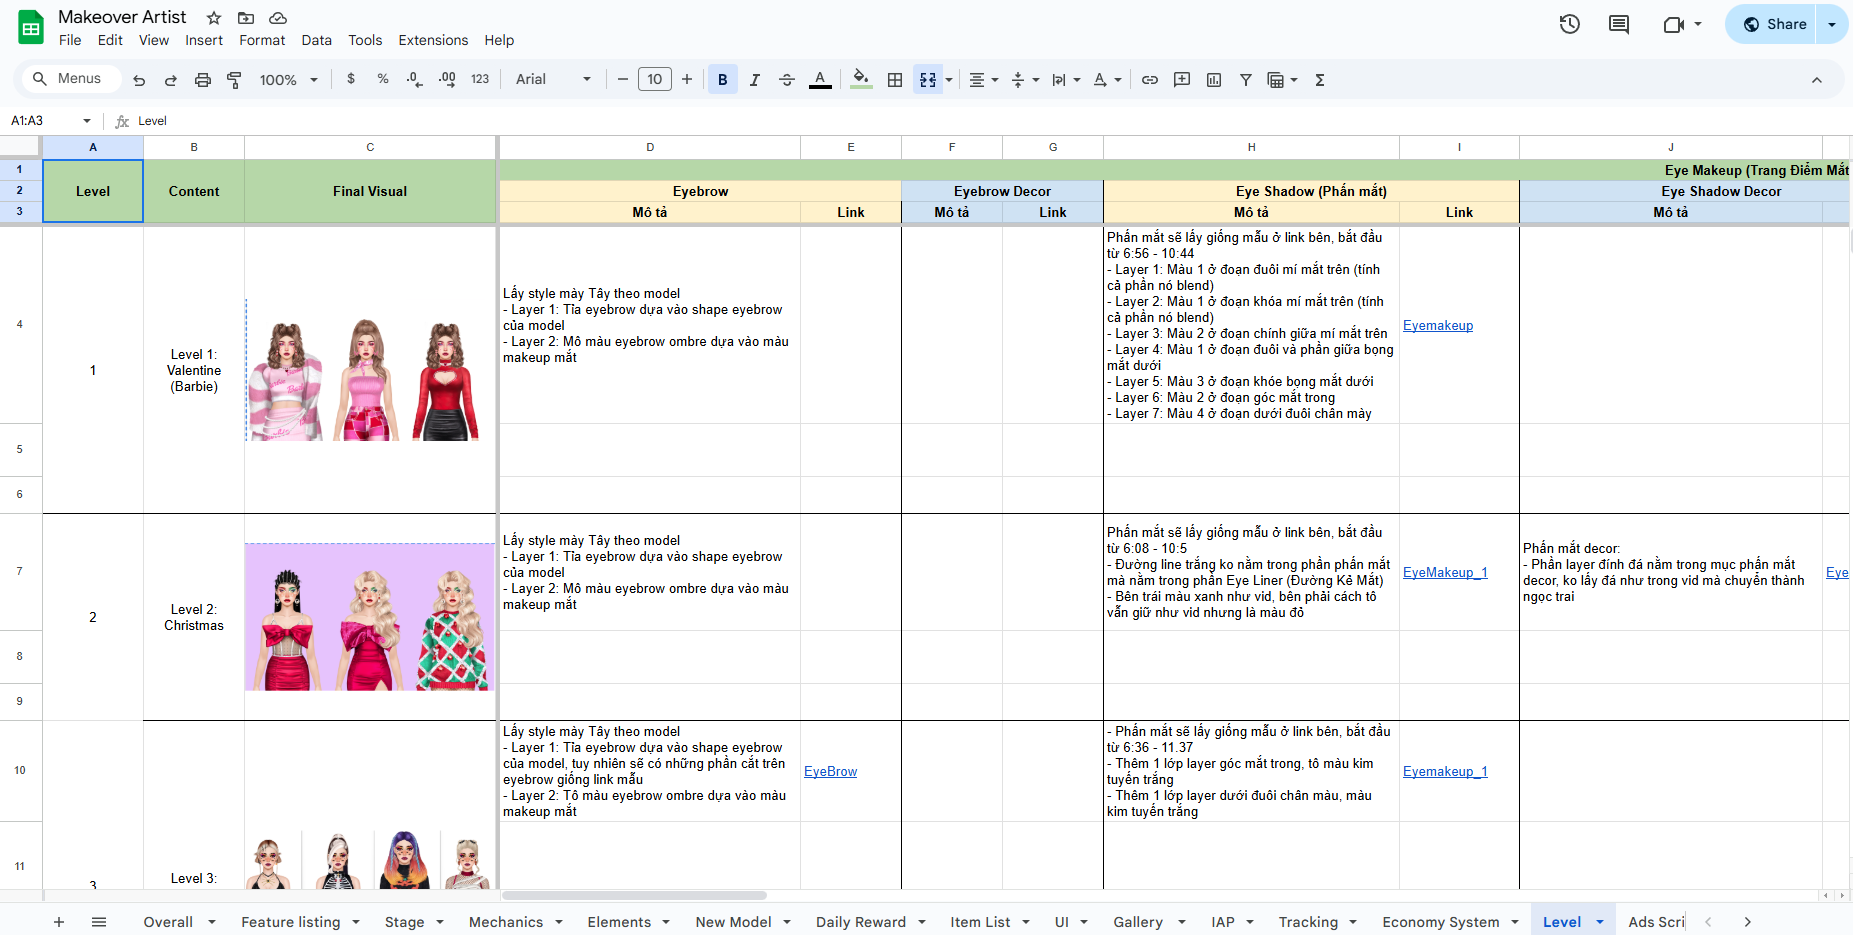 Makeover Artist
File Edit View Insert Format Data Tools Extensions Help
Share
Menus
100%
$ % .0 .00 123
Arial
10
B I A
A1:A3
fx Level
A B C D E F G H I J
1
2
3
Level
Content
Final Visual
Eye Makeup (Trang Điểm Mắt
Eyebrow
Eyebrow Decor
Eye Shadow (Phấn mắt)
Eye Shadow Decor
Mô tả
Link
Mô tả
Link
Mô tả
Link
Mô tả
4
1
Level 1:
Valentine
(Barbie)
Lấy style mày Tây theo model
- Layer 1: Tỉa eyebrow dựa vào shape eyebrow
của model
- Layer 2: Mô màu eyebrow ombre dựa vào màu
makeup mắt
Phấn mắt sẽ lấy giống mẫu ở link bên, bắt đầu
từ 6:56 - 10:44
- Layer 1: Màu 1 ở đoạn đuôi mí mắt trên (tính
cả phần nó blend)
- Layer 2: Màu 1 ở đoạn khóa mí mắt trên (tính
cả phần nó blend)
- Layer 3: Màu 2 ở đoạn chính giữa mí mắt trên
- Layer 4: Màu 1 ở đoạn đuôi và phần giữa bọng
mắt dưới
- Layer 5: Màu 3 ở đoạn khóe bọng mắt dưới
- Layer 6: Màu 2 ở đoạn góc mắt trong
- Layer 7: Màu 4 ở đoạn dưới đuôi chân mày
Eyemakeup
5
6
7
2
Level 2:
Christmas
Lấy style mày Tây theo model
- Layer 1: Tỉa eyebrow dựa vào shape eyebrow
của model
- Layer 2: Mô màu eyebrow ombre dựa vào màu
makeup mắt
Phấn mắt sẽ lấy giống mẫu ở link bên, bắt đầu
từ 6:08 - 10:5
- Đường line trắng ko nằm trong phần phấn mắt
mà nằm trong phần Eye Liner (Đường Kẻ Mắt)
- Bên trái màu xanh như vid, bên phải cách tô
vẫn giữ như vid nhưng là màu đỏ
EyeMakeup_1
Phấn mắt decor:
- Phần layer đính đá nằm trong mục phấn mắt
decor, ko lấy đá như trong vid mà chuyển thành
ngọc trai
Eye
8
9
10
Lấy style mày Tây theo model
- Layer 1: Tỉa eyebrow dựa vào shape eyebrow
của model, tuy nhiên sẽ có những phần cắt trên
eyebrow giống link mẫu
- Layer 2: Tô màu eyebrow ombre dựa vào màu
makeup mắt
EyeBrow
- Phấn mắt sẽ lấy giống mẫu ở link bên, bắt đầu
từ 6:36 - 11.37
- Thêm 1 lớp layer góc mắt trong, tô màu kim
tuyến trắng
- Thêm 1 lớp layer dưới đuôi chân màu, màu
kim tuyến trắng
Eyemakeup_1
11
3
Level 3:
Overall Feature listing Stage Mechanics Elements New Model Daily Reward Item List UI Gallery IAP Tracking Economy System Level Ads Scri